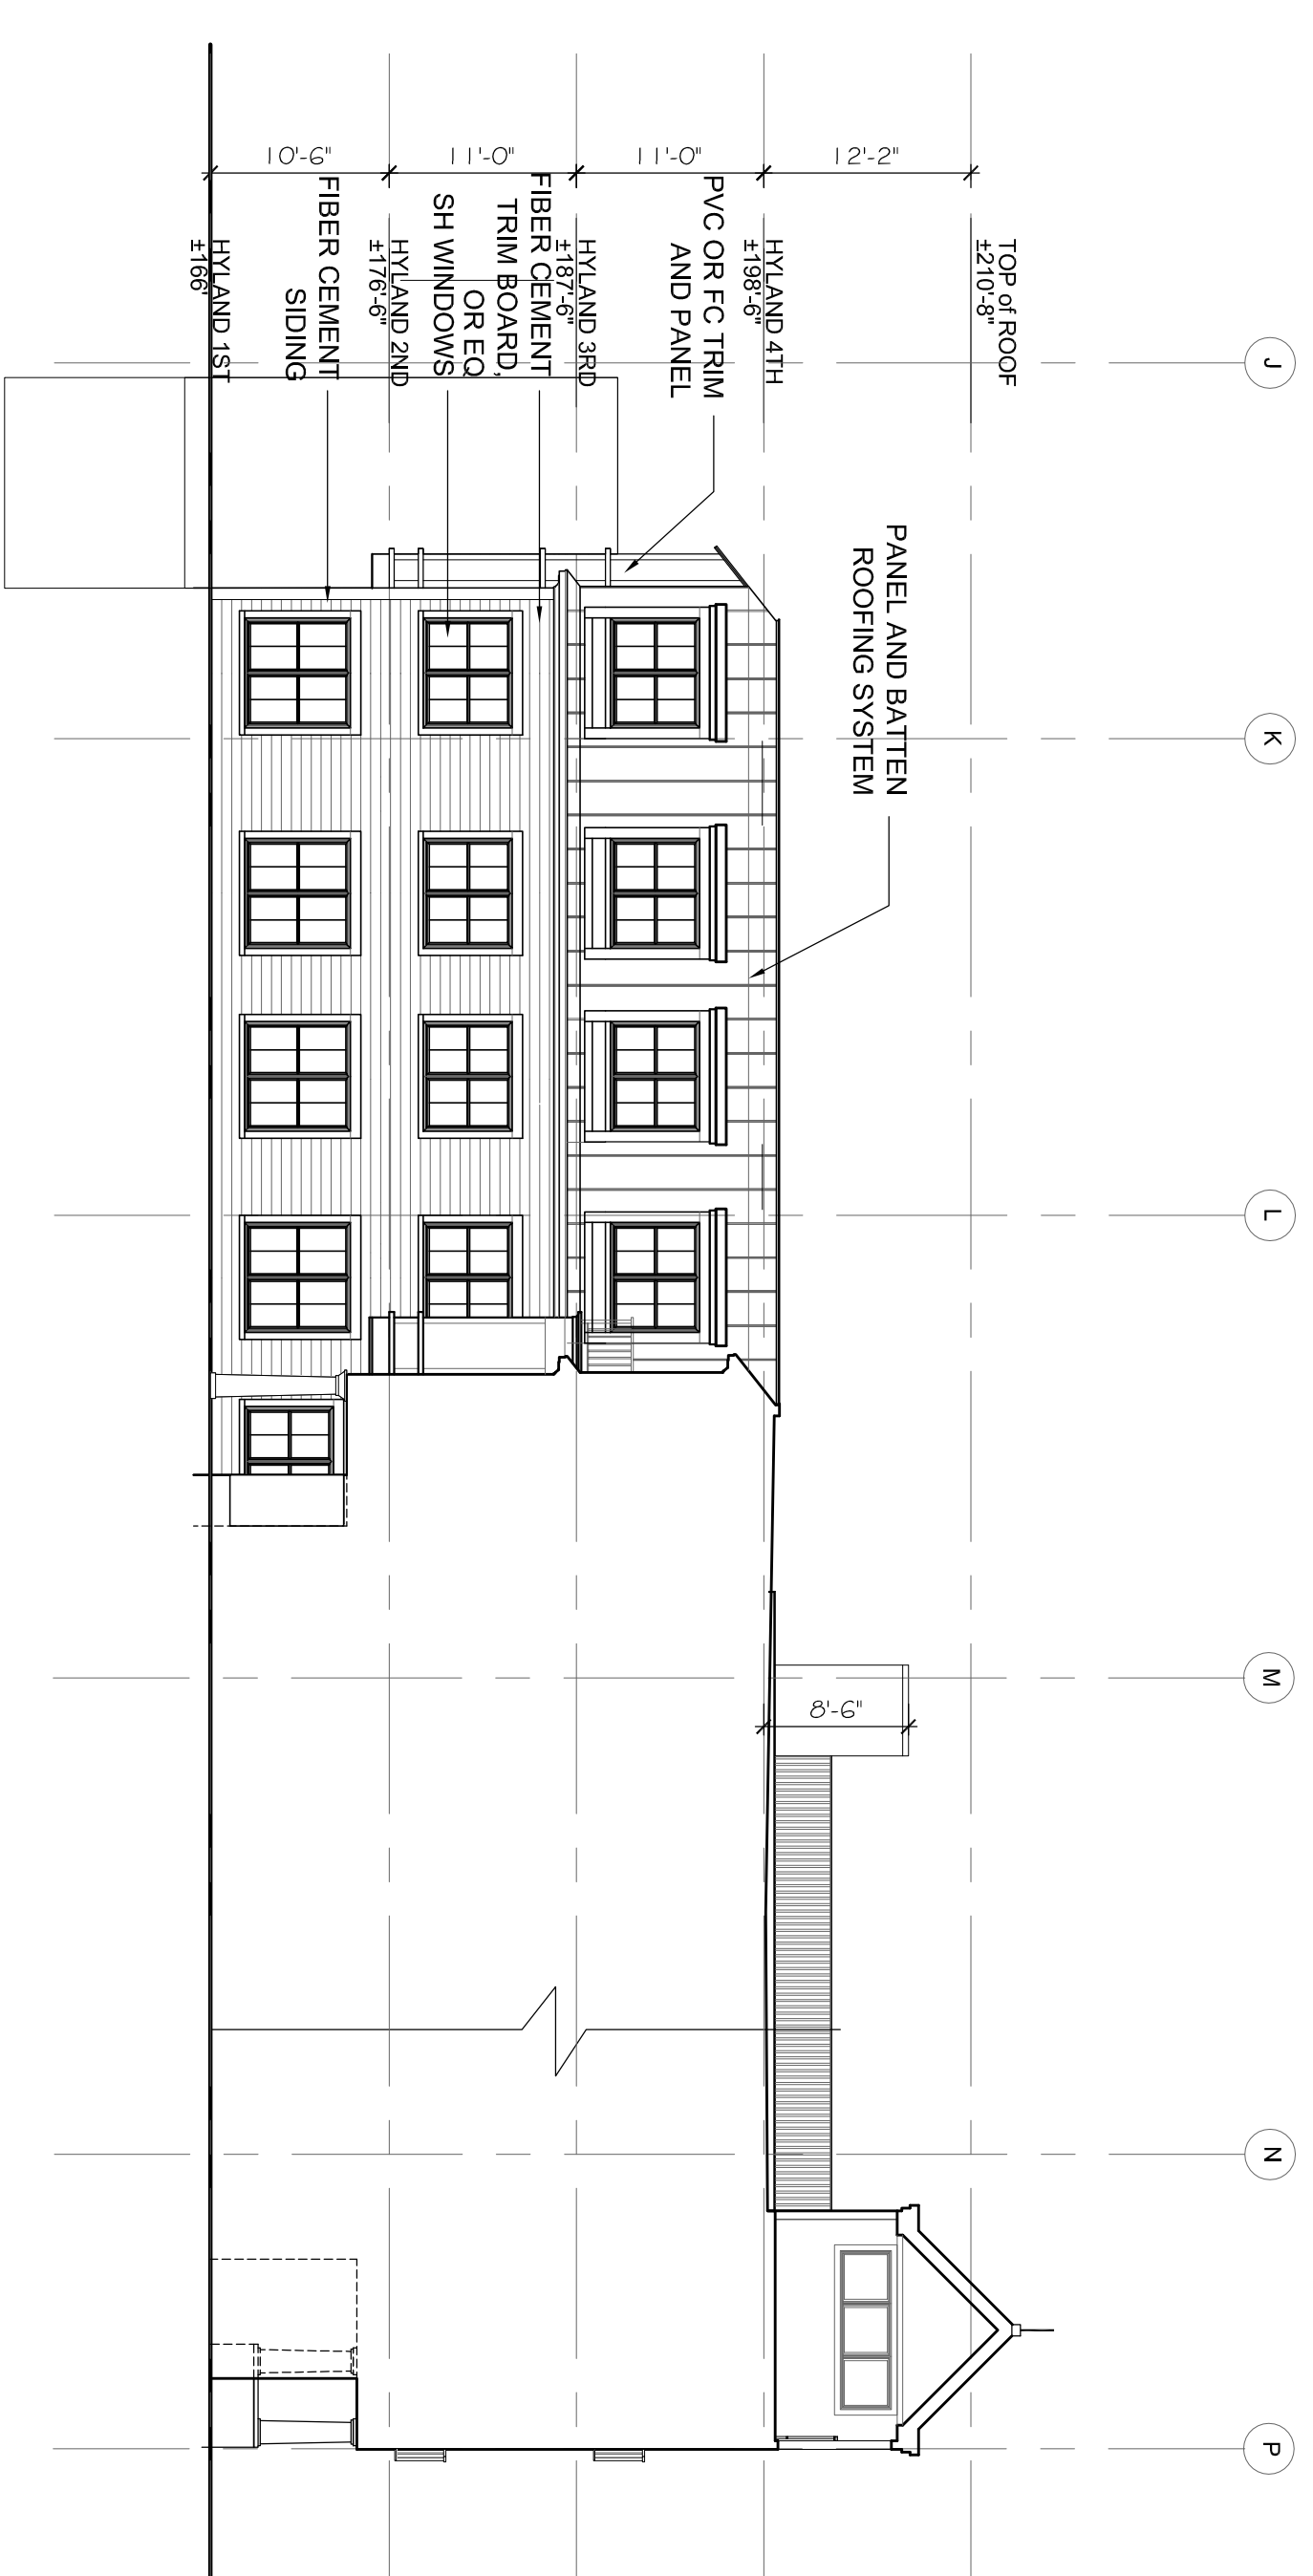 J
K
L
M
N
P
TOP of ROOF
±210'-8"
12'-2"
PANEL AND BATTEN
ROOFING SYSTEM
HYLAND 4TH
±198'-6"
8'-6"
11'-0"
PVC OR FC TRIM
AND PANEL
HYLAND 3RD
±187'-6"
11'-0"
FIBER CEMENT
TRIM BOARD,
OR EQ
SH WINDOWS
HYLAND 2ND
±176'-6"
10'-6"
FIBER CEMENT
SIDING
HYLAND 1ST
±166'